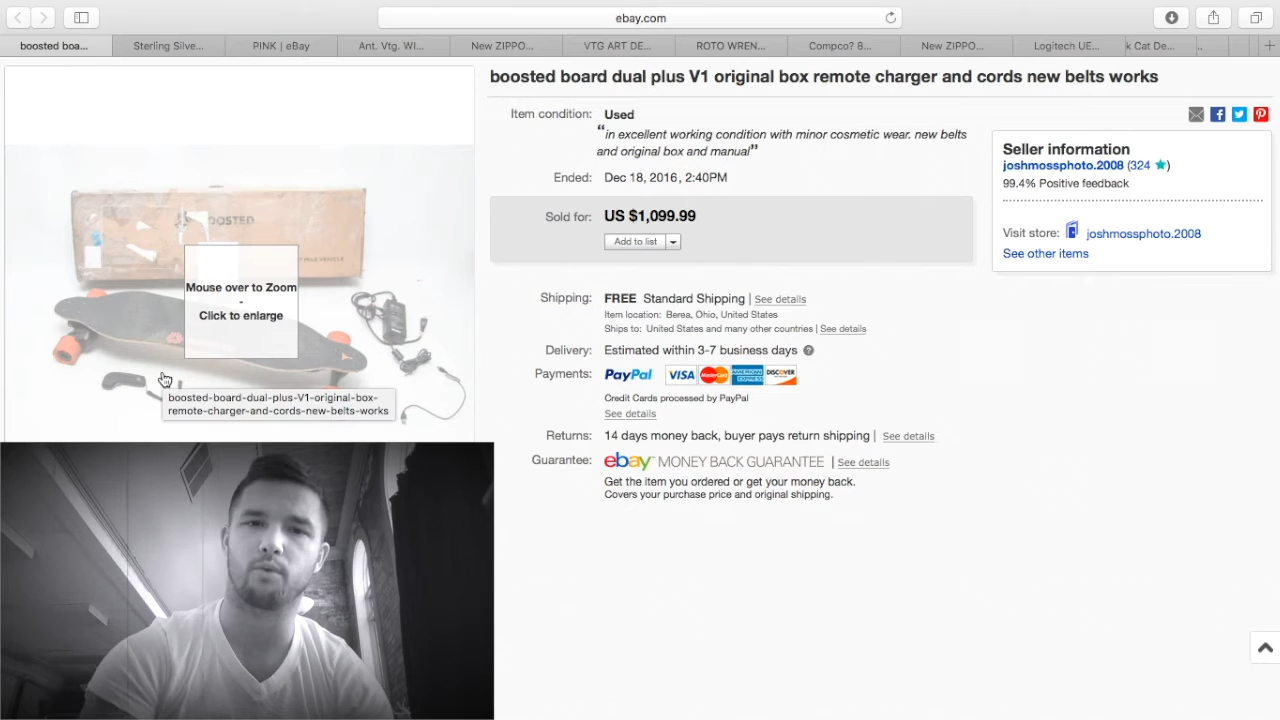 ebay.com
boosted boa...
Sterling Silve...
PINK | eBay
Ant. Vtg. WI...
New ZIPPO...
VTG ART DE...
ROTO WREN...
Compco? 8...
New ZIPPO...
Logitech UE...
k Cat De...
boosted board dual plus V1 original box remote charger and cords new belts works
Item condition: Used
“in excellent working condition with minor cosmetic wear. new belts
and original box and manual”
Ended: Dec 18, 2016, 2:40PM
Sold for: US $1,099.99
Add to list
Shipping: FREE Standard Shipping | See details
Item location: Berea, Ohio, United States
Ships to: United States and many other countries | See details
Delivery: Estimated within 3-7 business days
Payments: PayPal VISA MasterCard AMERICAN EXPRESS DISCOVER
Credit Cards processed by PayPal
See details
Returns: 14 days money back, buyer pays return shipping | See details
Guarantee: ebay MONEY BACK GUARANTEE | See details
Get the item you ordered or get your money back.
Covers your purchase price and original shipping.
Seller information
joshmossphoto.2008 (324 ★)
99.4% Positive feedback
Visit store: joshmossphoto.2008
See other items
BOOSTED
Mouse over to Zoom
-
Click to enlarge
boosted-board-dual-plus-V1-original-box-
remote-charger-and-cords-new-belts-works